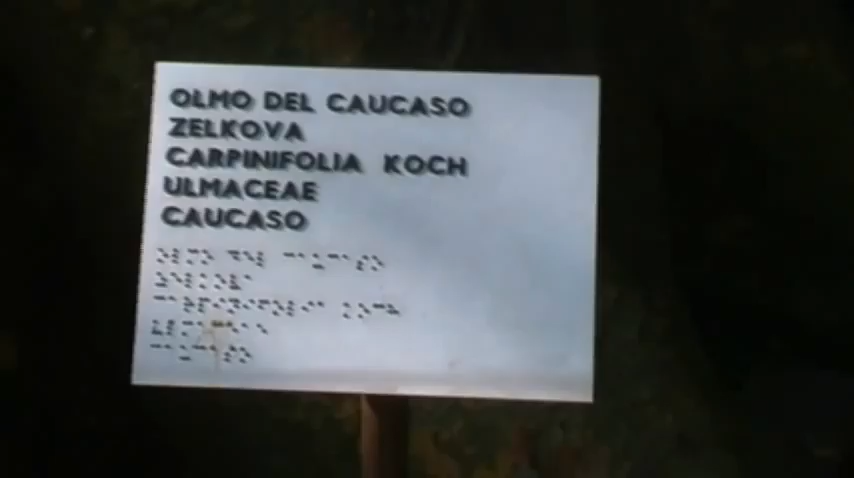 OLMO DEL CAUCASO
ZELKOVA
CARPINIFOLIA KOCH
ULMACEAE
CAUCASO